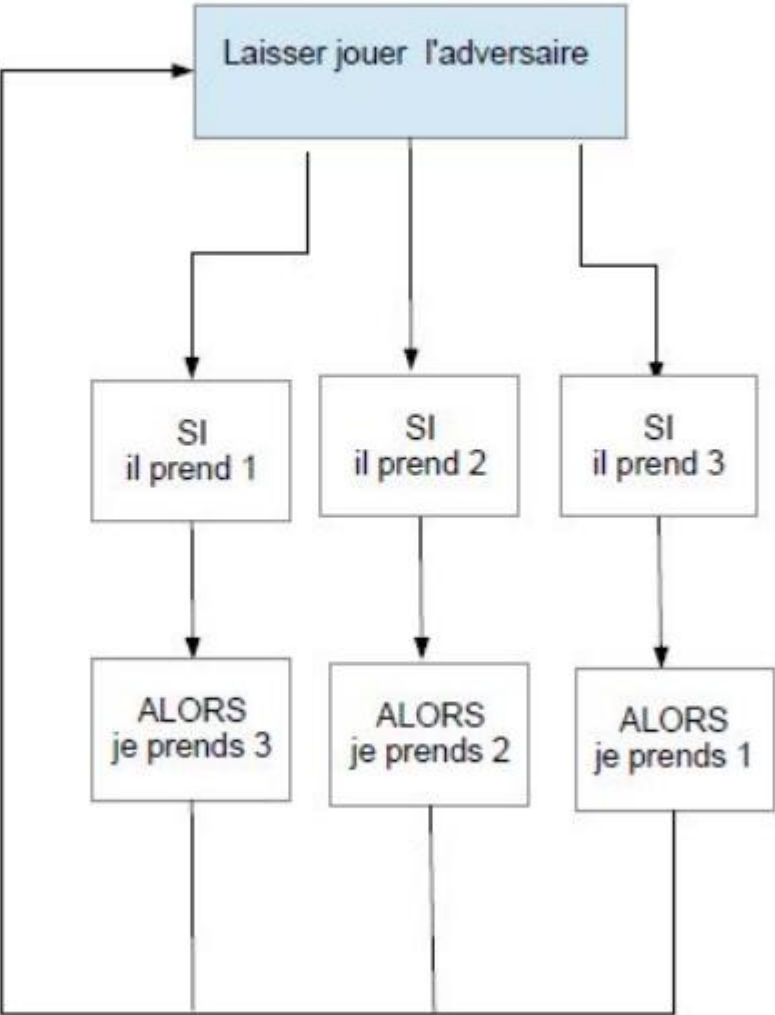 Laisser jouer l'adversaire
SI
il prend 1
SI
il prend 2
SI
il prend 3
ALORS
je prends 3
ALORS
je prends 2
ALORS
je prends 1